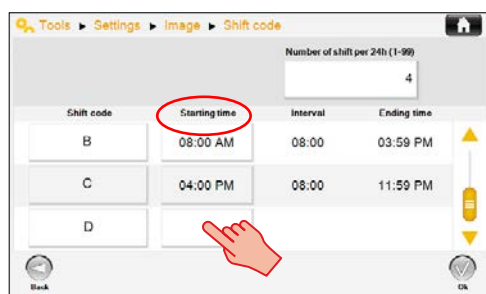 Tools ▶ Settings ▶ Image ▶ Shift code
Number of shift per 24h (1-99)
4
Shift code Starting time Interval Ending time
B 08:00 AM 08:00 03:59 PM
C 04:00 PM 08:00 11:59 PM
D
Back Ok